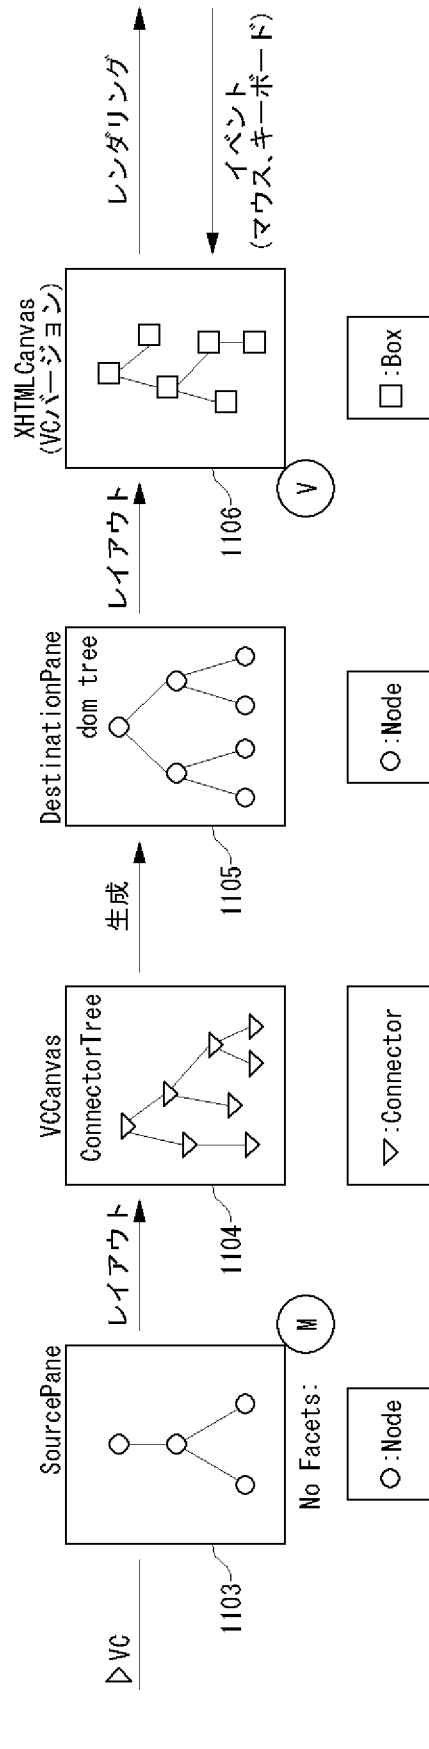 ▷VC
SourcePane
1103
M
No Facets:
○:Node
レイアウト
VCCanvas
ConnectorTree
1104
▽:Connector
生成
DestinationPane
dom tree
1105
○:Node
レイアウト
XHTMLCanvas
(VCバージョン)
1106
V
□:Box
レンダリング
イベント
(マウス、キーボード)